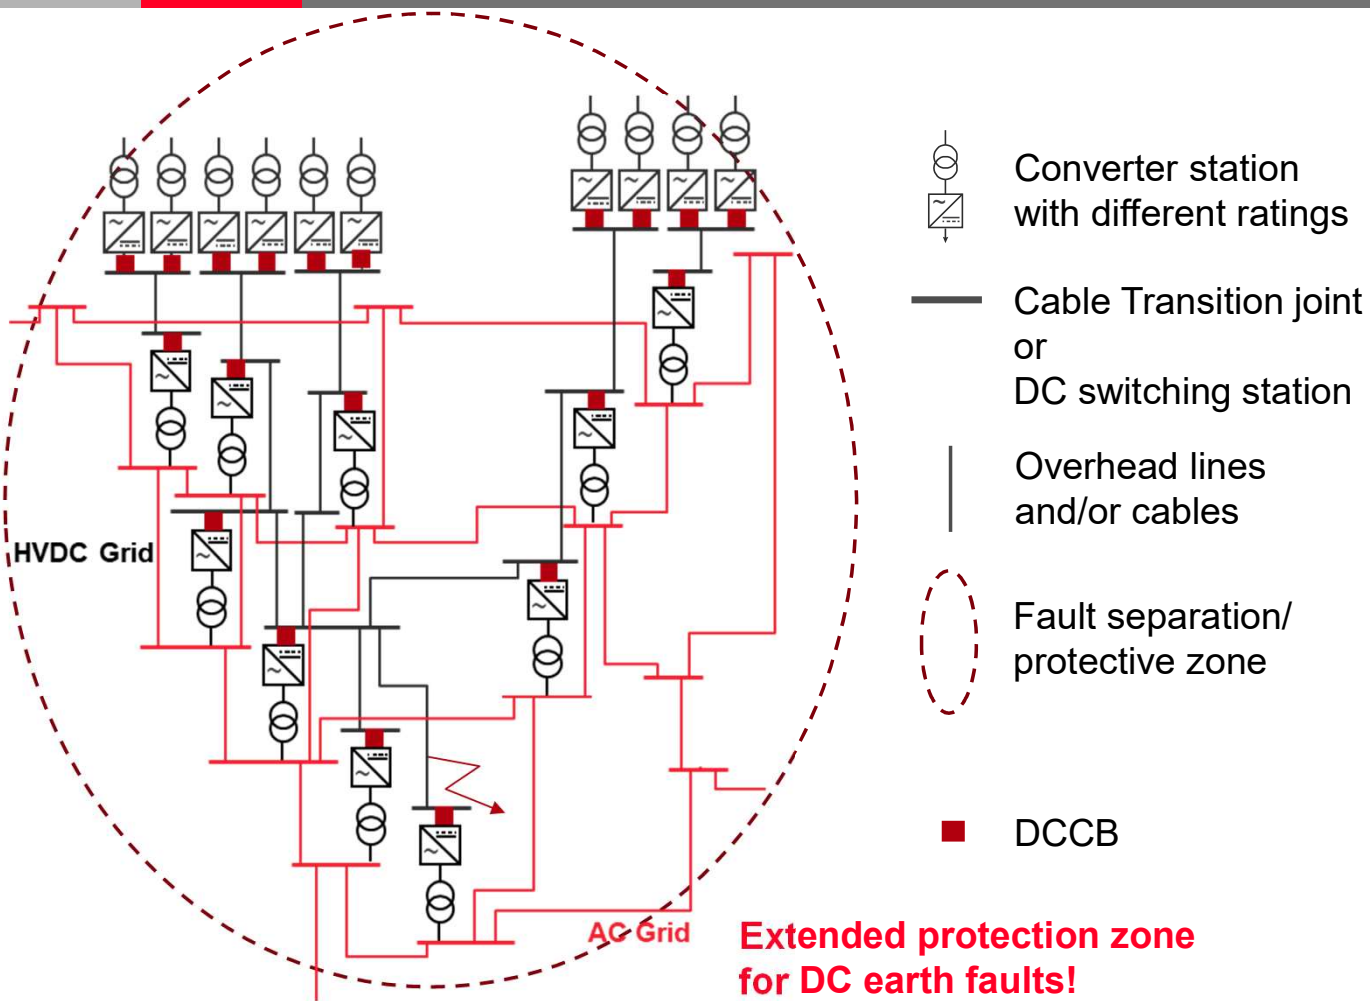 Converter station
with different ratings
Cable Transition joint
or
DC switching station
Overhead lines
and/or cables
HVDC Grid
Fault separation/
protective zone
DCCB
AC Grid
Extended protection zone
for DC earth faults!